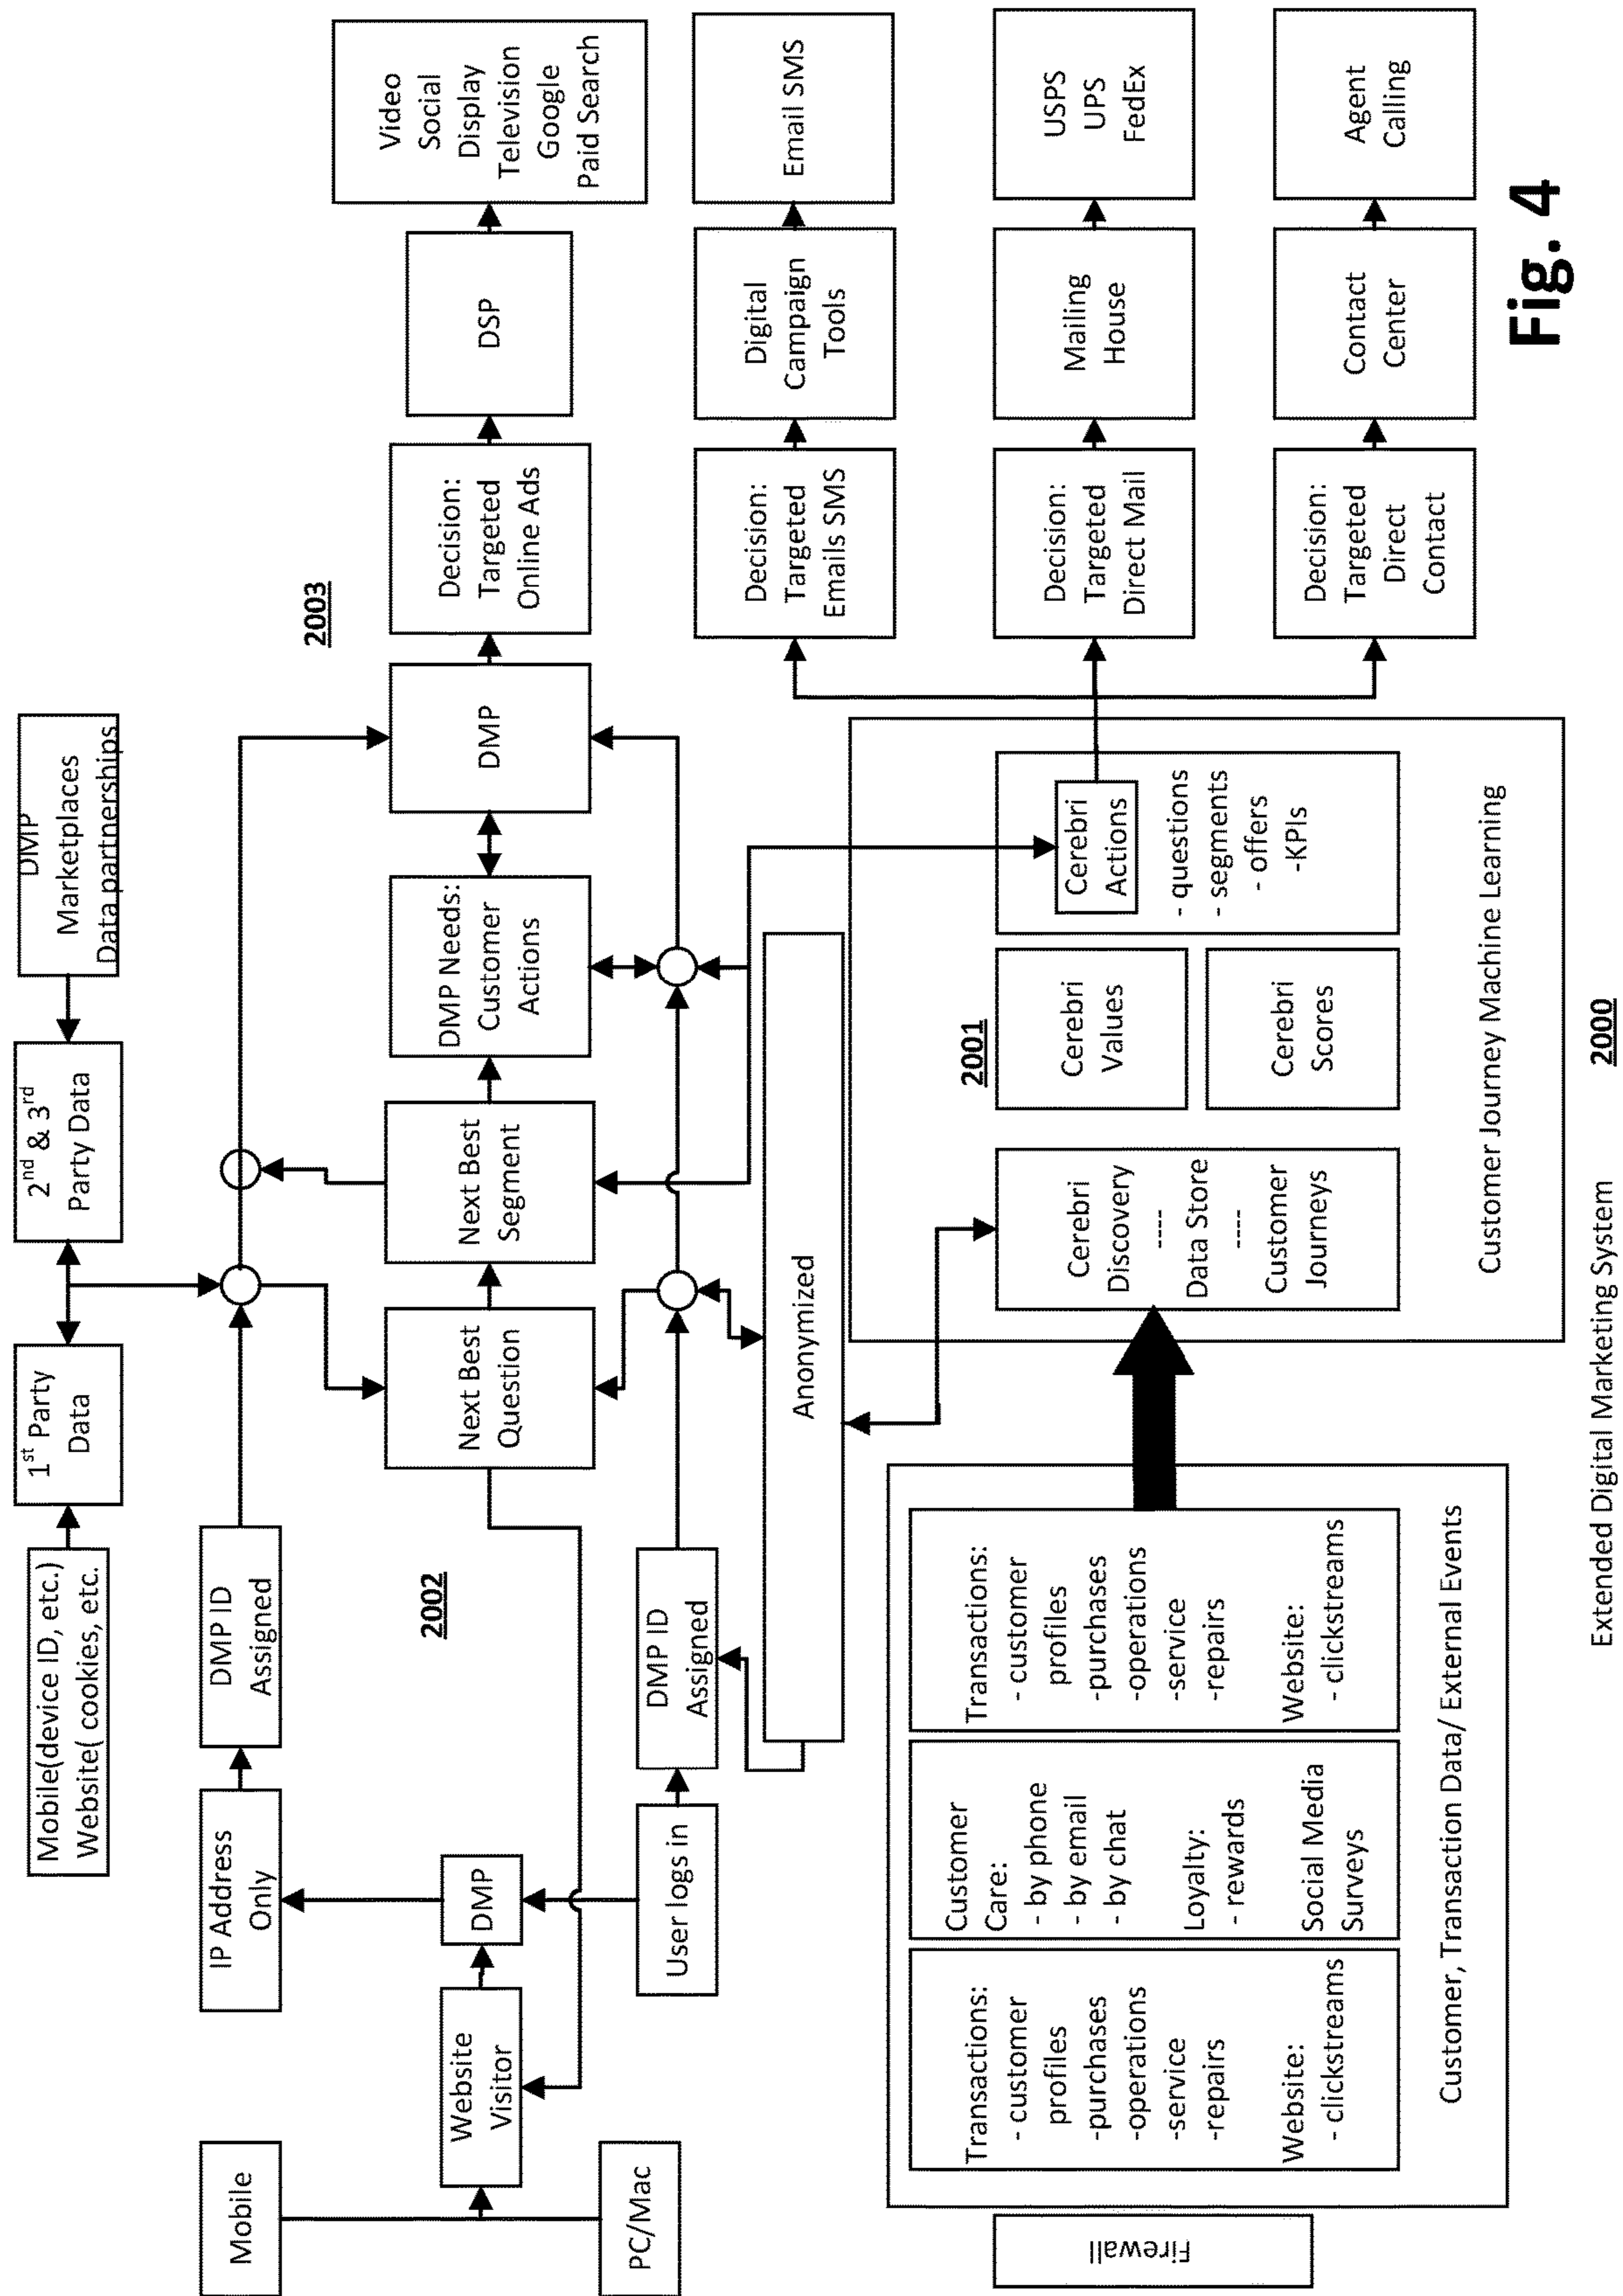 Mobile
PC/Mac
Website
Visitor
DMP
IP Address
Only
User logs in
DMP ID
Assigned
DMP ID
Assigned
Mobile(device ID, etc.)
Website( cookies, etc.
1st Party
Data
2nd & 3rd
Party Data
DMP
Marketplaces
Data partnerships
2002
Next Best
Question
Next Best
Segment
DMP Needs:
Customer
Actions
DMP
2003
Decision:
Targeted
Online Ads
DSP
Video
Social
Display
Television
Google
Paid Search
Anonymized
Decision:
Targeted
Emails SMS
Digital
Campaign
Tools
Email SMS
Decision:
Targeted
Direct Mail
Mailing
House
USPS
UPS
FedEx
Decision:
Targeted
Direct
Contact
Contact
Center
Agent
Calling
Firewall
Transactions:
- customer
profiles
-purchases
-operations
-service
-repairs
Website:
- clickstreams
Customer
Care:
- by phone
- by email
- by chat
Loyalty:
- rewards
Social Media
Surveys
Transactions:
- customer
profiles
-purchases
-operations
-service
-repairs
Website:
- clickstreams
Customer, Transaction Data/ External Events
Cerebri
Discovery
----
Data Store
----
Customer
Journeys
2001
Cerebri
Values
Cerebri
Scores
Cerebri
Actions
- questions
- segments
- offers
-KPIs
Customer Journey Machine Learning
Extended Digital Marketing System
2000
Fig. 4